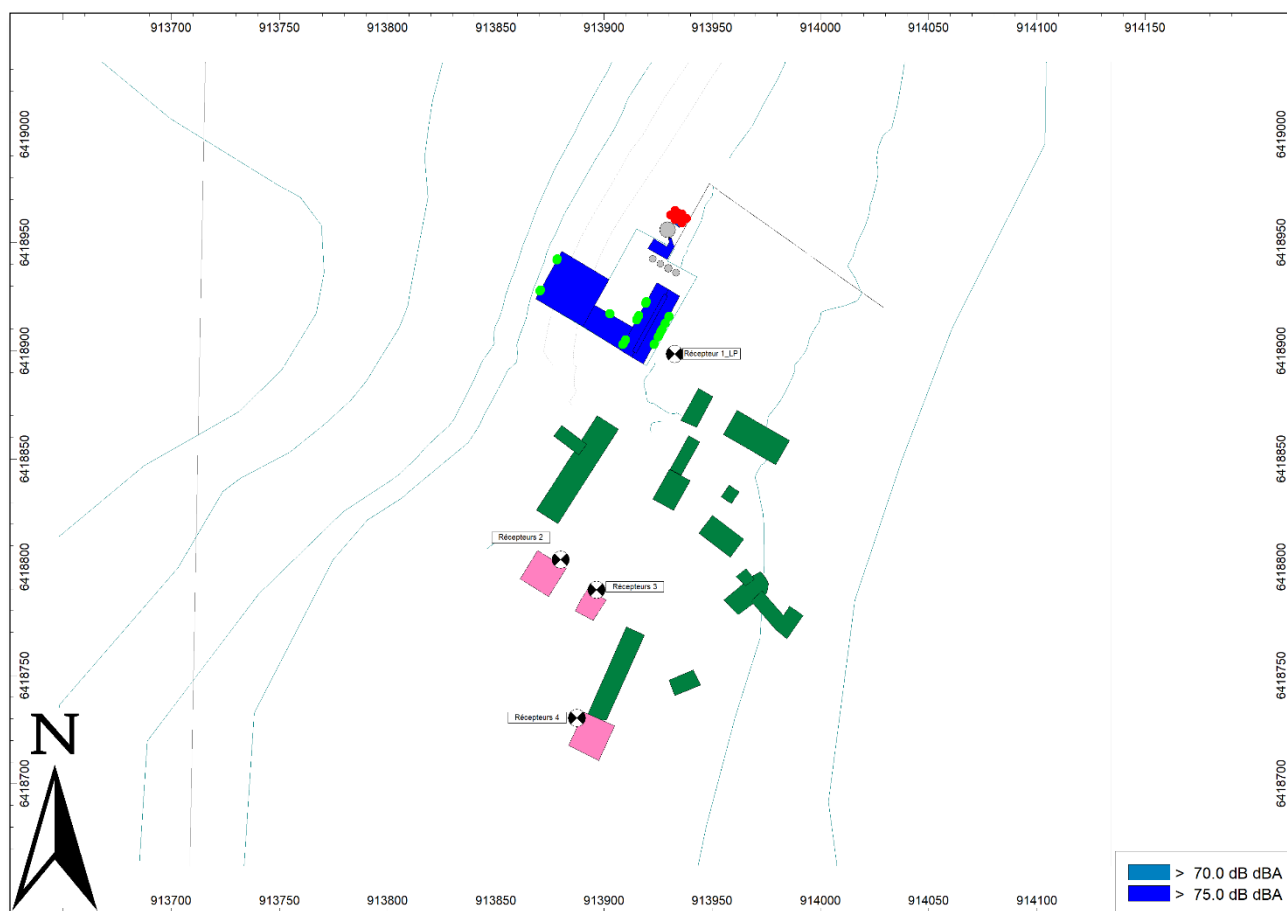 913700 913750 913800 913850 913900 913950 914000 914050 914100 914150
6419000 6419000
6418950 6418950
6418900 6418900
Récepteur 1_LP
6418850 6418850
6418800 6418800
Récepteurs 2
Récepteurs 3
6418750 6418750
Récepteurs 4
N
6418700 6418700
> 70.0 dB dBA
> 75.0 dB dBA
913700 913750 913800 913850 913900 913950 914000 914050 914100